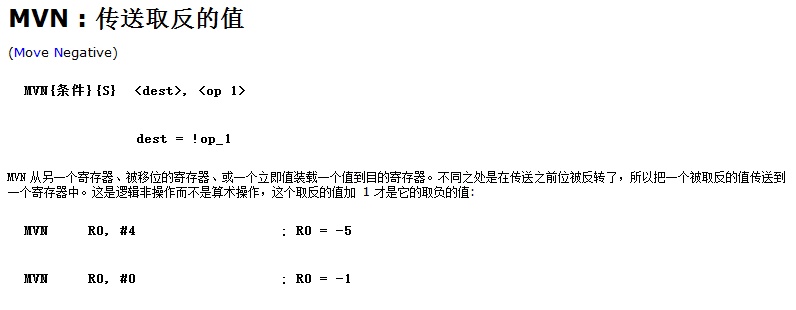 MVN : 传送取反的值
(Move Negative)
MVN{条件}{S} <dest>, <op 1>
dest = !op_1
MVN 从另一个寄存器、被移位的寄存器、或一个立即值装载一个值到目的寄存器。不同之处是在传送之前位被反转了，所以把一个被取反的值传送到
一个寄存器中。这是逻辑非操作而不是算术操作，这个取反的值加 1 才是它的取负的值:
MVN R0, #4 ; R0 = -5
MVN R0, #0 ; R0 = -1